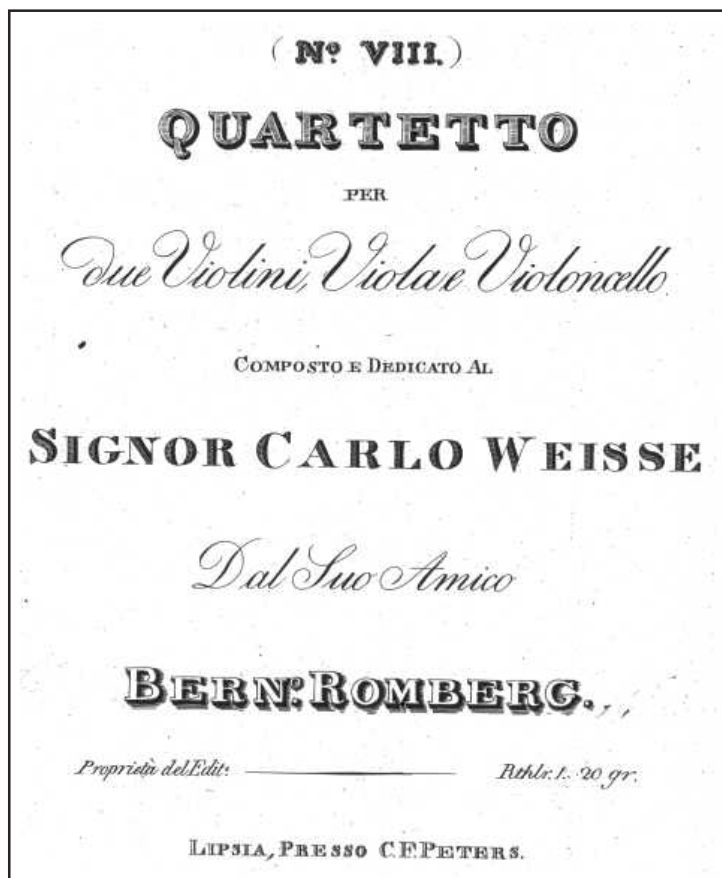 (Nº VIII.)
QUARTETTO
PER
due Violini, Viola e Violoncello
COMPOSTO E DEDICATO AL
SIGNOR CARLO WEISSE
Dal Suo Amico
BERNº. ROMBERG.
Proprietà del Edit: Rthlr. 1. 20 gr.
LIPSIA, PRESSO C.F. PETERS.